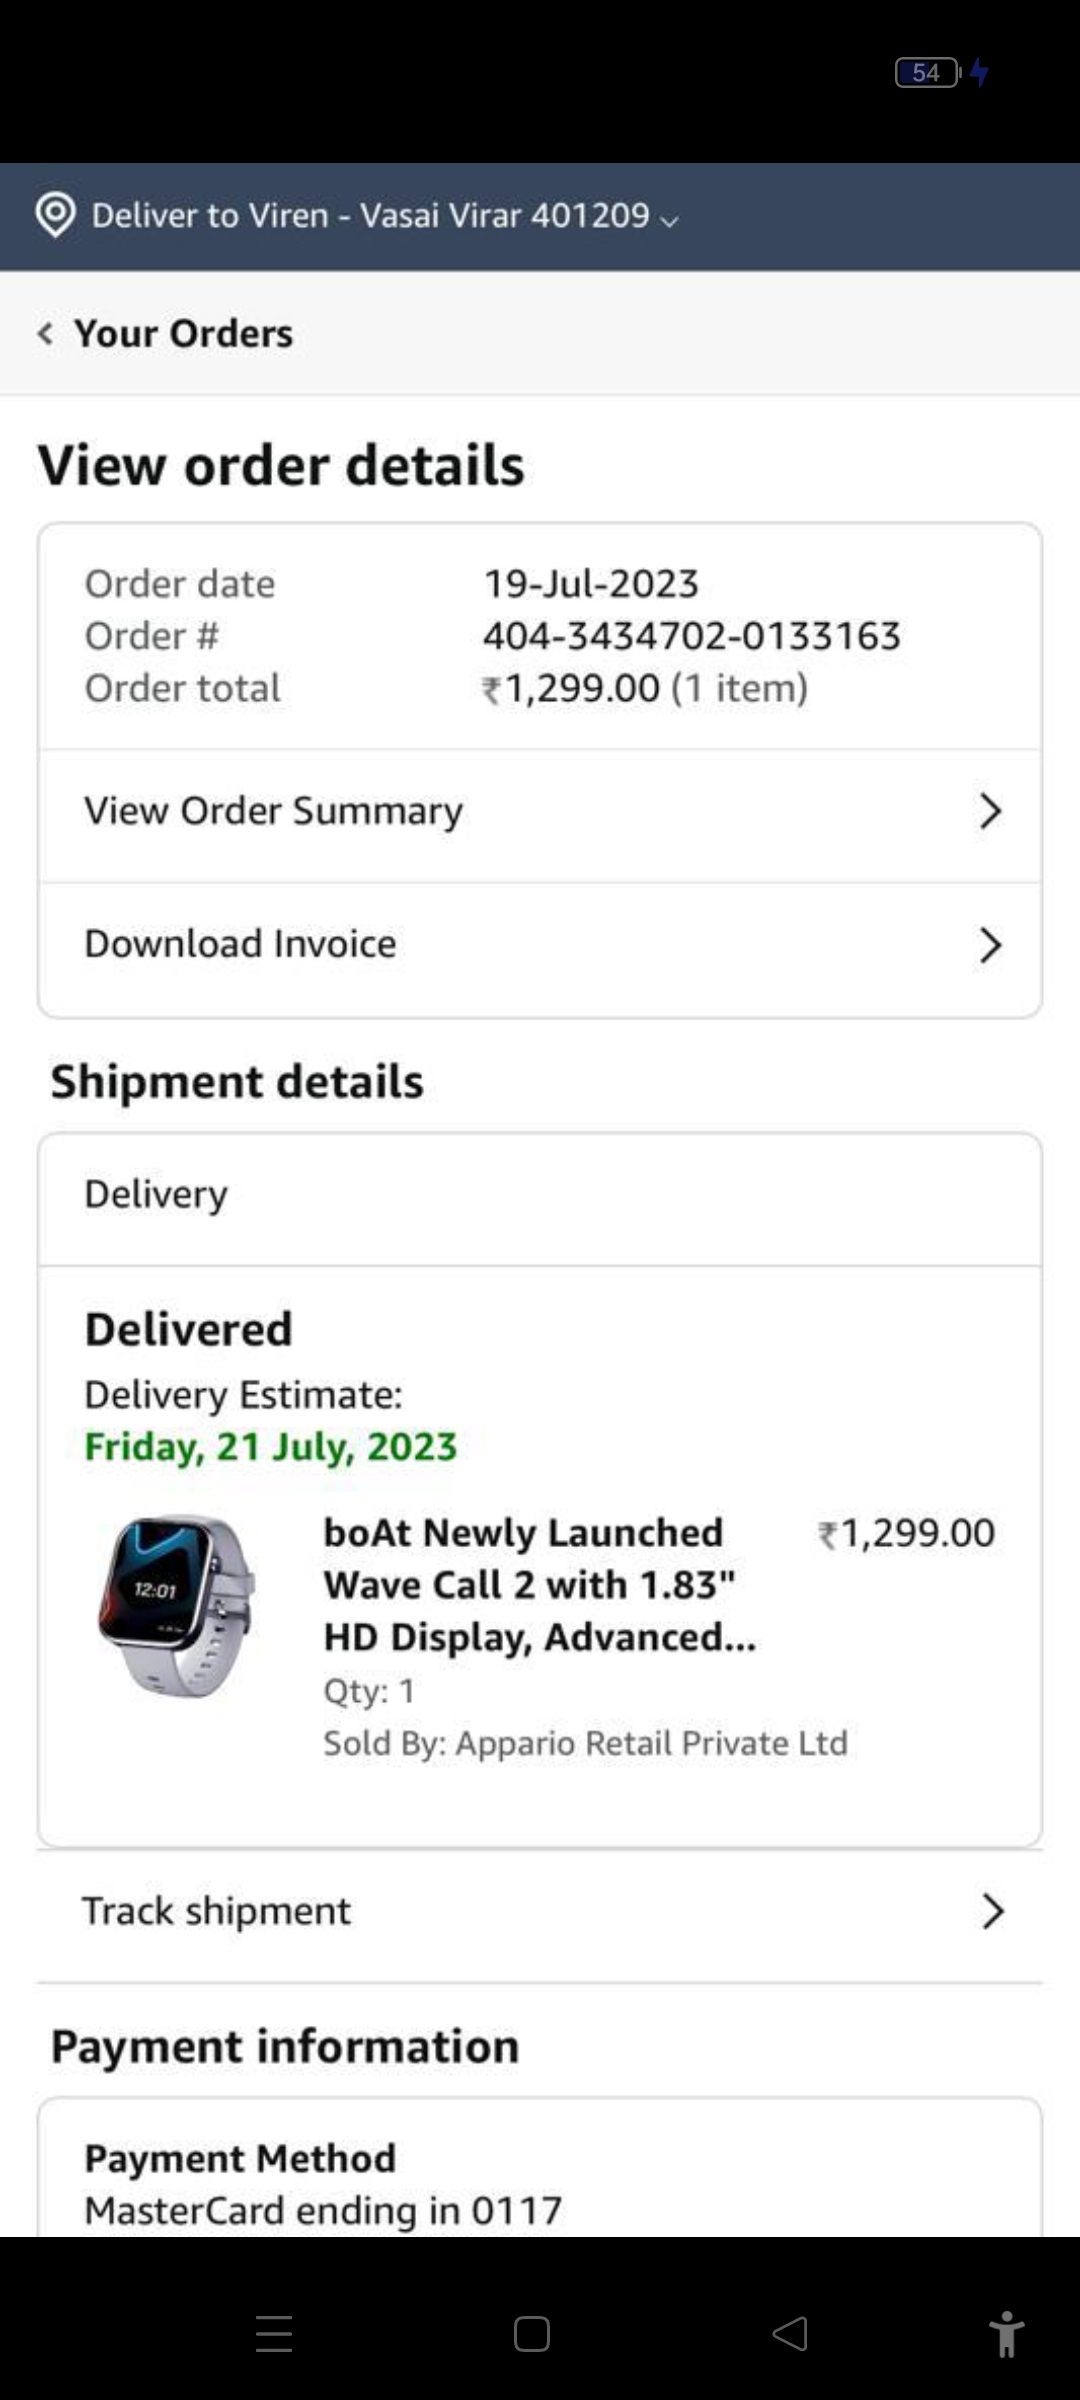 54
Deliver to Viren - Vasai Virar 401209
Your Orders
View order details
Order date 19-Jul-2023
Order # 404-3434702-0133163
Order total ₹1,299.00 (1 item)
View Order Summary
Download Invoice
Shipment details
Delivery
Delivered
Delivery Estimate:
Friday, 21 July, 2023
12:01
boAt Newly Launched ₹1,299.00
Wave Call 2 with 1.83"
HD Display, Advanced...
Qty: 1
Sold By: Appario Retail Private Ltd
Track shipment
Payment information
Payment Method
MasterCard ending in 0117